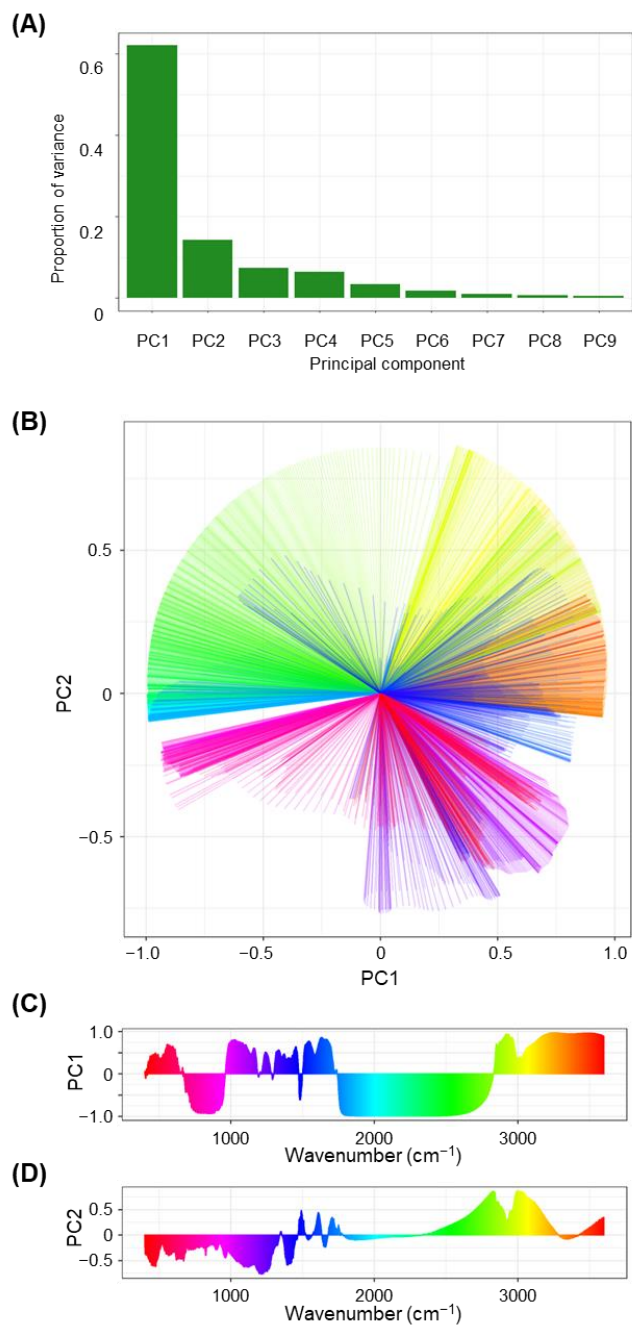 (A)
Proportion of variance
0.6
0.4
0.2
0
PC1 PC2 PC3 PC4 PC5 PC6 PC7 PC8 PC9
Principal component
(B)
PC2
0.5
0
−0.5
−1.0 −0.5 0 0.5 1.0
PC1
(C)
PC1
1.0
0
−1.0
1000 2000 3000
Wavenumber (cm⁻¹)
(D)
PC2
0.5
0
−0.5
1000 2000 3000
Wavenumber (cm⁻¹)